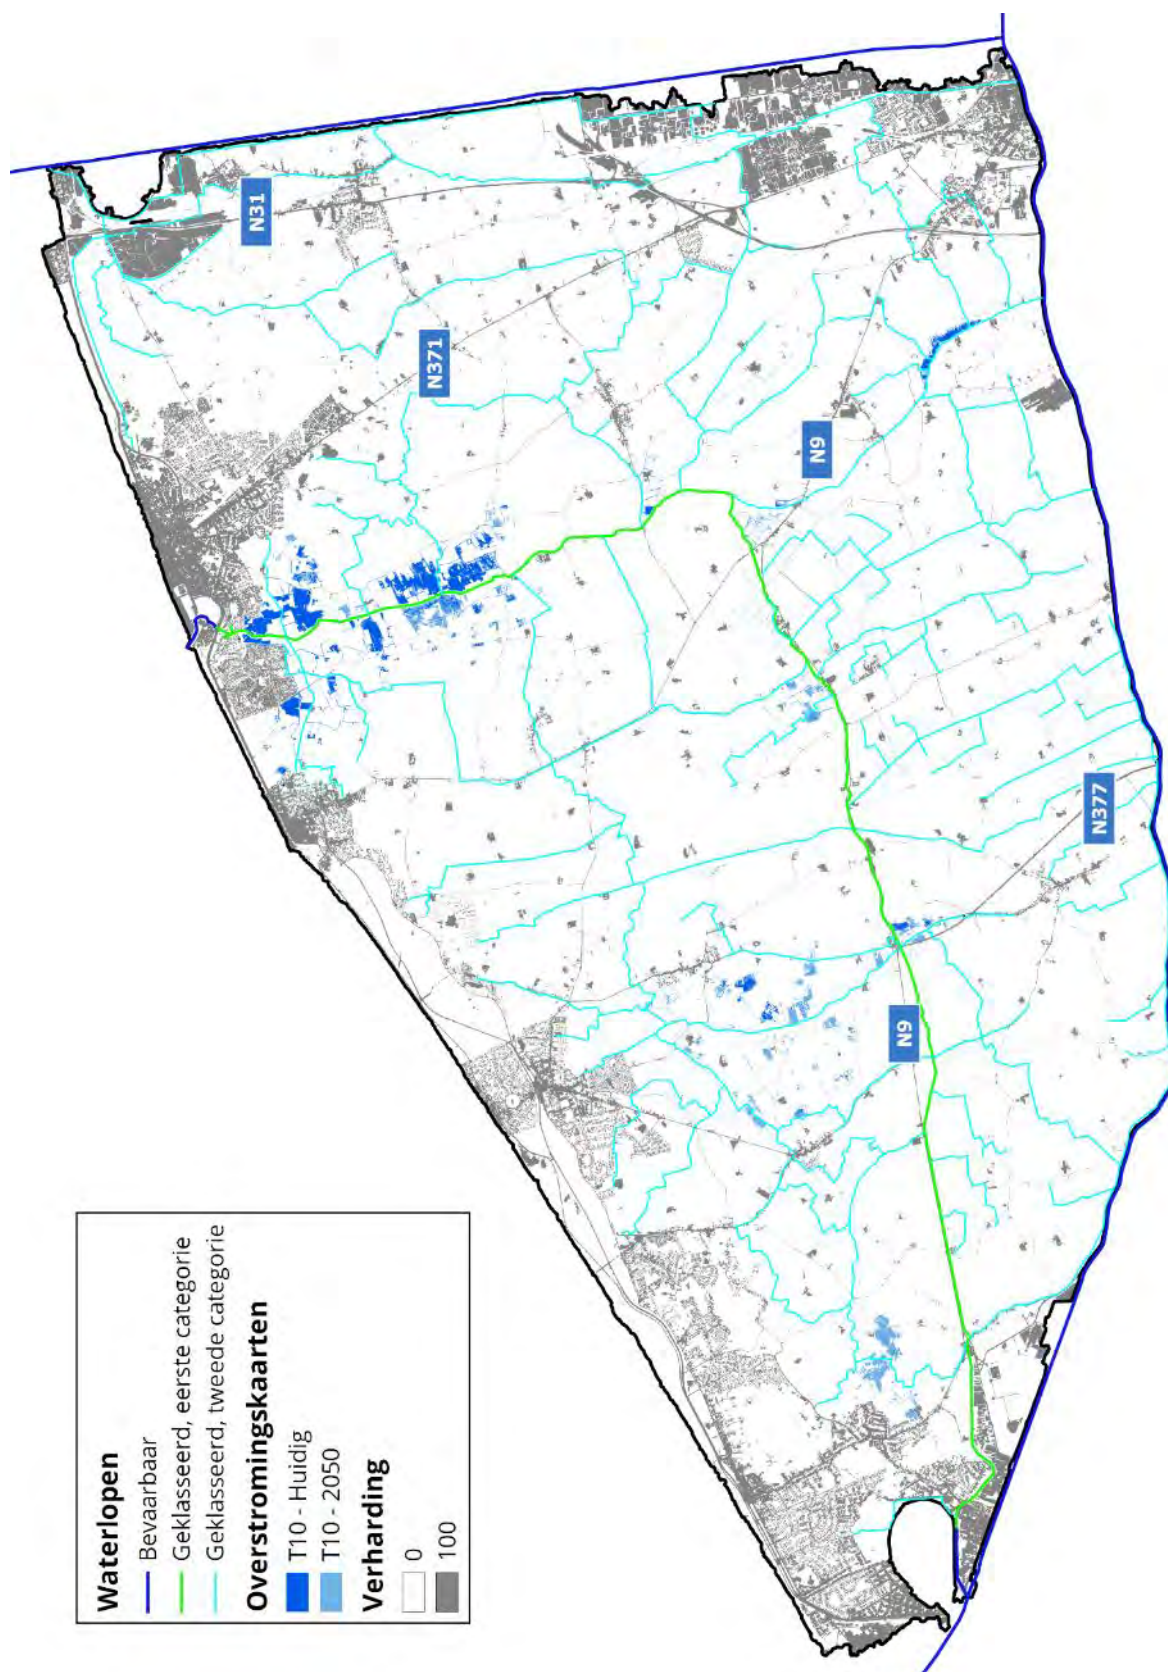 Waterlopen
Bevaarbaar
Geklasseerd, eerste categorie
Geklasseerd, tweede categorie
Overstromingskaarten
T10 - Huidig
T10 - 2050
Verharding
0
100
N31
N371
N9
N377
N9